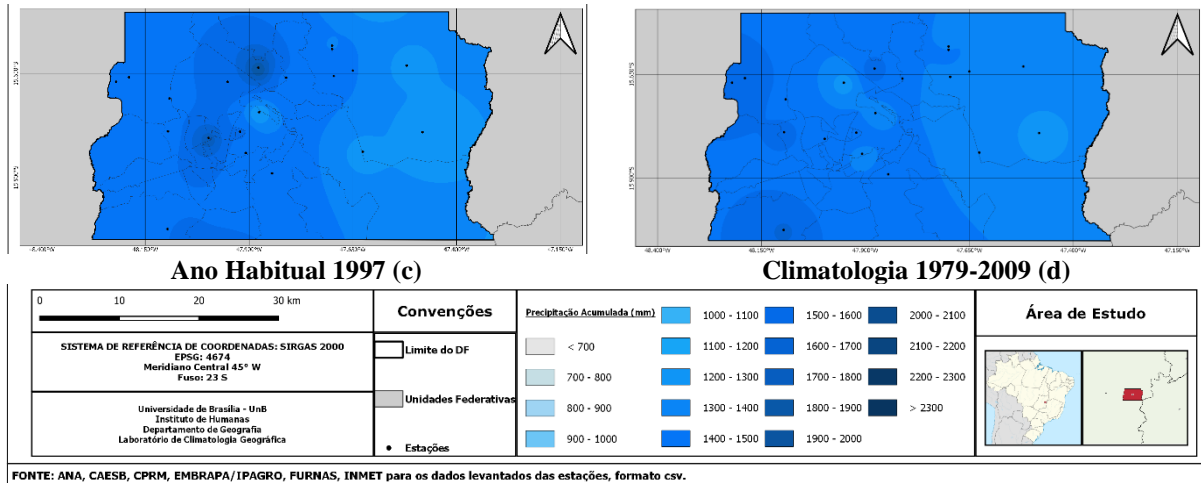 Ano Habitual 1997 (c)
Climatologia 1979-2009 (d)
0 10 20 30 km
SISTEMA DE REFERÊNCIA DE COORDENADAS: SIRGAS 2000
EPSG: 4674
Meridiano Central 45° W
Fuso: 23 S
Universidade de Brasília - UnB
Instituto de Humanas
Departamento de Geografia
Laboratório de Climatologia Geográfica
Convenções
Limite do DF
Unidades Federativas
Estações
Precipitação Acumulada (mm)
< 700
700 - 800
800 - 900
900 - 1000
1000 - 1100
1100 - 1200
1200 - 1300
1300 - 1400
1400 - 1500
1500 - 1600
1600 - 1700
1700 - 1800
1800 - 1900
1900 - 2000
2000 - 2100
2100 - 2200
2200 - 2300
> 2300
Área de Estudo
FONTE: ANA, CAESB, CPRM, EMBRAPA/IPAGRO, FURNAS, INMET para os dados levantados das estações, formato csv.